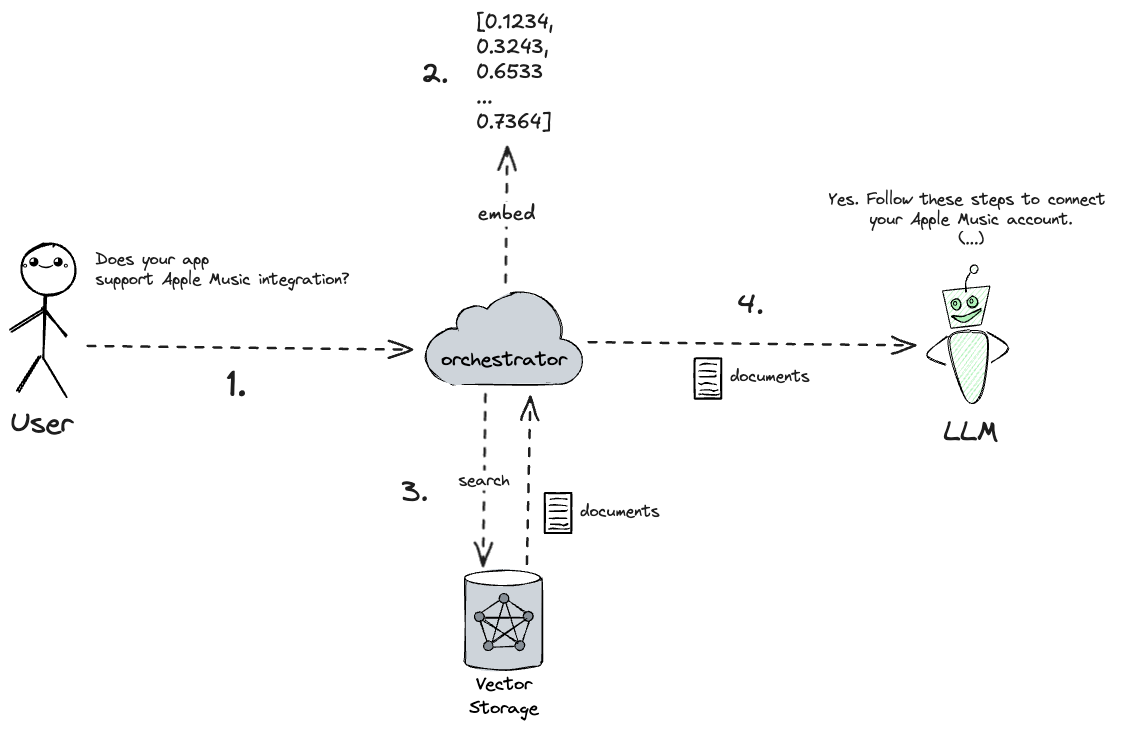 [0.1234,
0.3243,
0.6533
...
0.7364]
2.
embed
Yes. Follow these steps to connect
your Apple Music account.
(...)
Does your app
support Apple Music integration?
4.
orchestrator
documents
1.
User
LLM
3.
search
documents
Vector
Storage